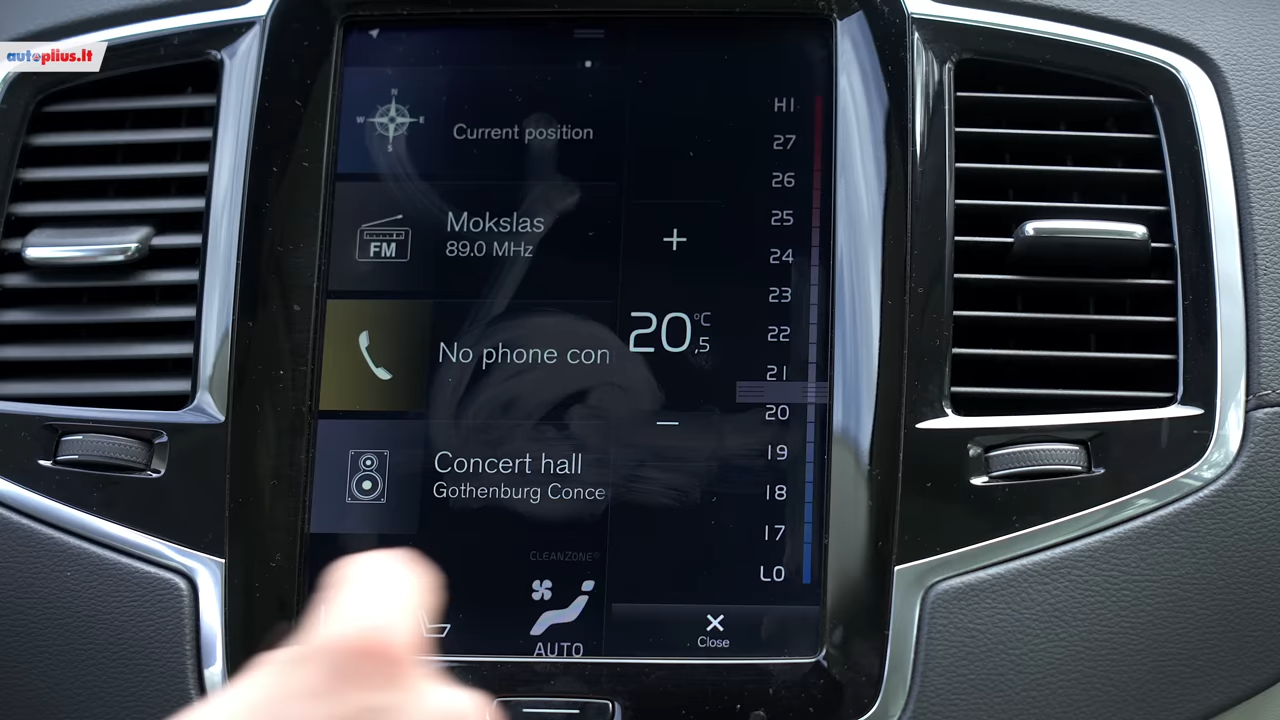 autoplius.lt
N
W E
S
Current position
FM
Mokslas
89.0 MHz
No phone con
Concert hall
Gothenburg Conce
CLEANZONE®
AUTO
+
20,5 °C
—
HI
27
26
25
24
23
22
21
20
19
18
17
LO
Close